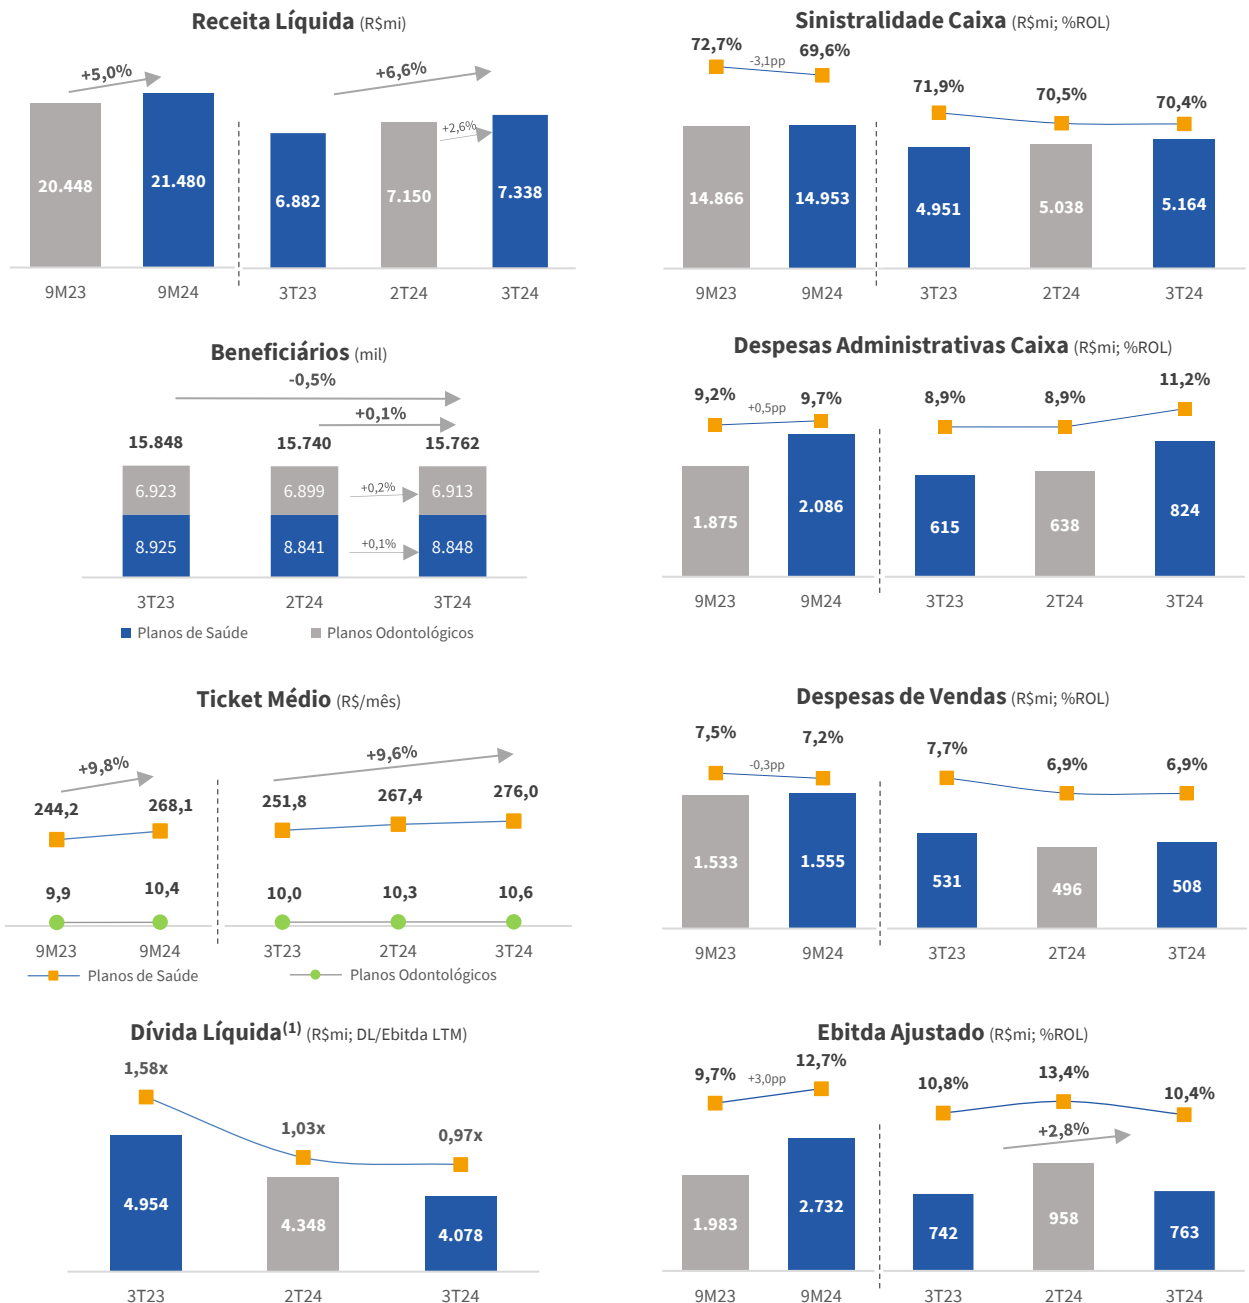 Receita Líquida (R$mi)
+5,0%
+6,6%
+2,6%
20.448
21.480
6.882
7.150
7.338
9M23
9M24
3T23
2T24
3T24
Sinistralidade Caixa (R$mi; %ROL)
72,7%
-3,1pp
69,6%
71,9%
70,5%
70,4%
14.866
14.953
4.951
5.038
5.164
9M23
9M24
3T23
2T24
3T24
Beneficiários (mil)
-0,5%
+0,1%
15.848
15.740
15.762
6.923
6.899
+0,2%
6.913
8.925
8.841
+0,1%
8.848
3T23
2T24
3T24
Planos de Saúde
Planos Odontológicos
Despesas Administrativas Caixa (R$mi; %ROL)
9,2%
+0,5pp
9,7%
8,9%
8,9%
11,2%
1.875
2.086
615
638
824
9M23
9M24
3T23
2T24
3T24
Ticket Médio (R$/mês)
+9,8%
+9,6%
244,2
268,1
251,8
267,4
276,0
9,9
10,4
10,0
10,3
10,6
9M23
9M24
3T23
2T24
3T24
Planos de Saúde
Planos Odontológicos
Despesas de Vendas (R$mi; %ROL)
7,5%
-0,3pp
7,2%
7,7%
6,9%
6,9%
1.533
1.555
531
496
508
9M23
9M24
3T23
2T24
3T24
Dívida Líquida(1) (R$mi; DL/Ebitda LTM)
1,58x
1,03x
0,97x
4.954
4.348
4.078
3T23
2T24
3T24
Ebitda Ajustado (R$mi; %ROL)
9,7%
+3,0pp
12,7%
10,8%
13,4%
10,4%
+2,8%
1.983
2.732
742
958
763
9M23
9M24
3T23
2T24
3T24